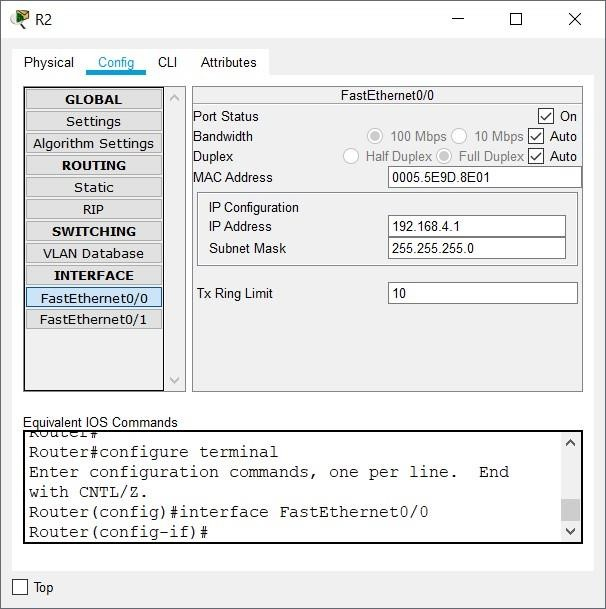 R2
Physical Config CLI Attributes
GLOBAL
Settings
Algorithm Settings
ROUTING
Static
RIP
SWITCHING
VLAN Database
INTERFACE
FastEthernet0/0
FastEthernet0/1
FastEthernet0/0
Port Status On
Bandwidth 100 Mbps 10 Mbps Auto
Duplex Half Duplex Full Duplex Auto
MAC Address 0005.5E9D.8E01
IP Configuration
IP Address 192.168.4.1
Subnet Mask 255.255.255.0
Tx Ring Limit 10
Equivalent IOS Commands
Router#
Router#configure terminal
Enter configuration commands, one per line. End
with CNTL/Z.
Router(config)#interface FastEthernet0/0
Router(config-if)#
Top